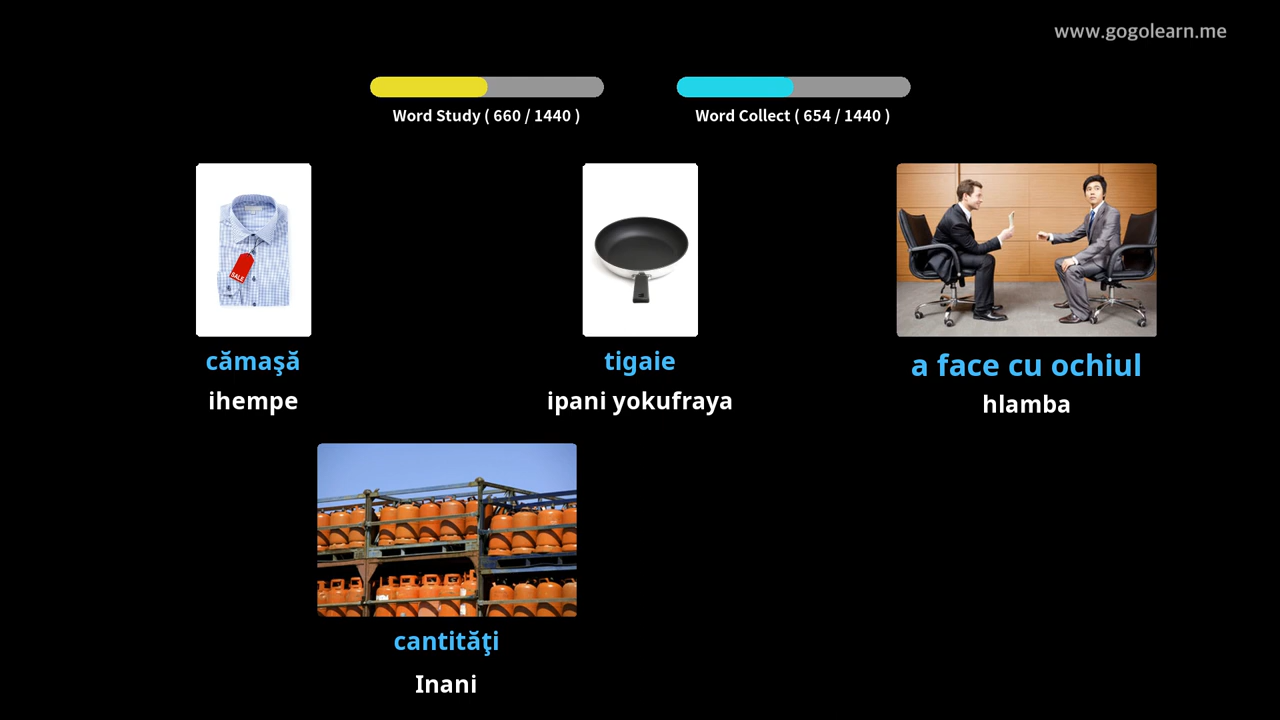 www.gogolearn.me
Word Study ( 660 / 1440 )
Word Collect ( 654 / 1440 )
SALE
cămaşă
tigaie
a face cu ochiul
ihempe
ipani yokufraya
hlamba
cantităţi
Inani